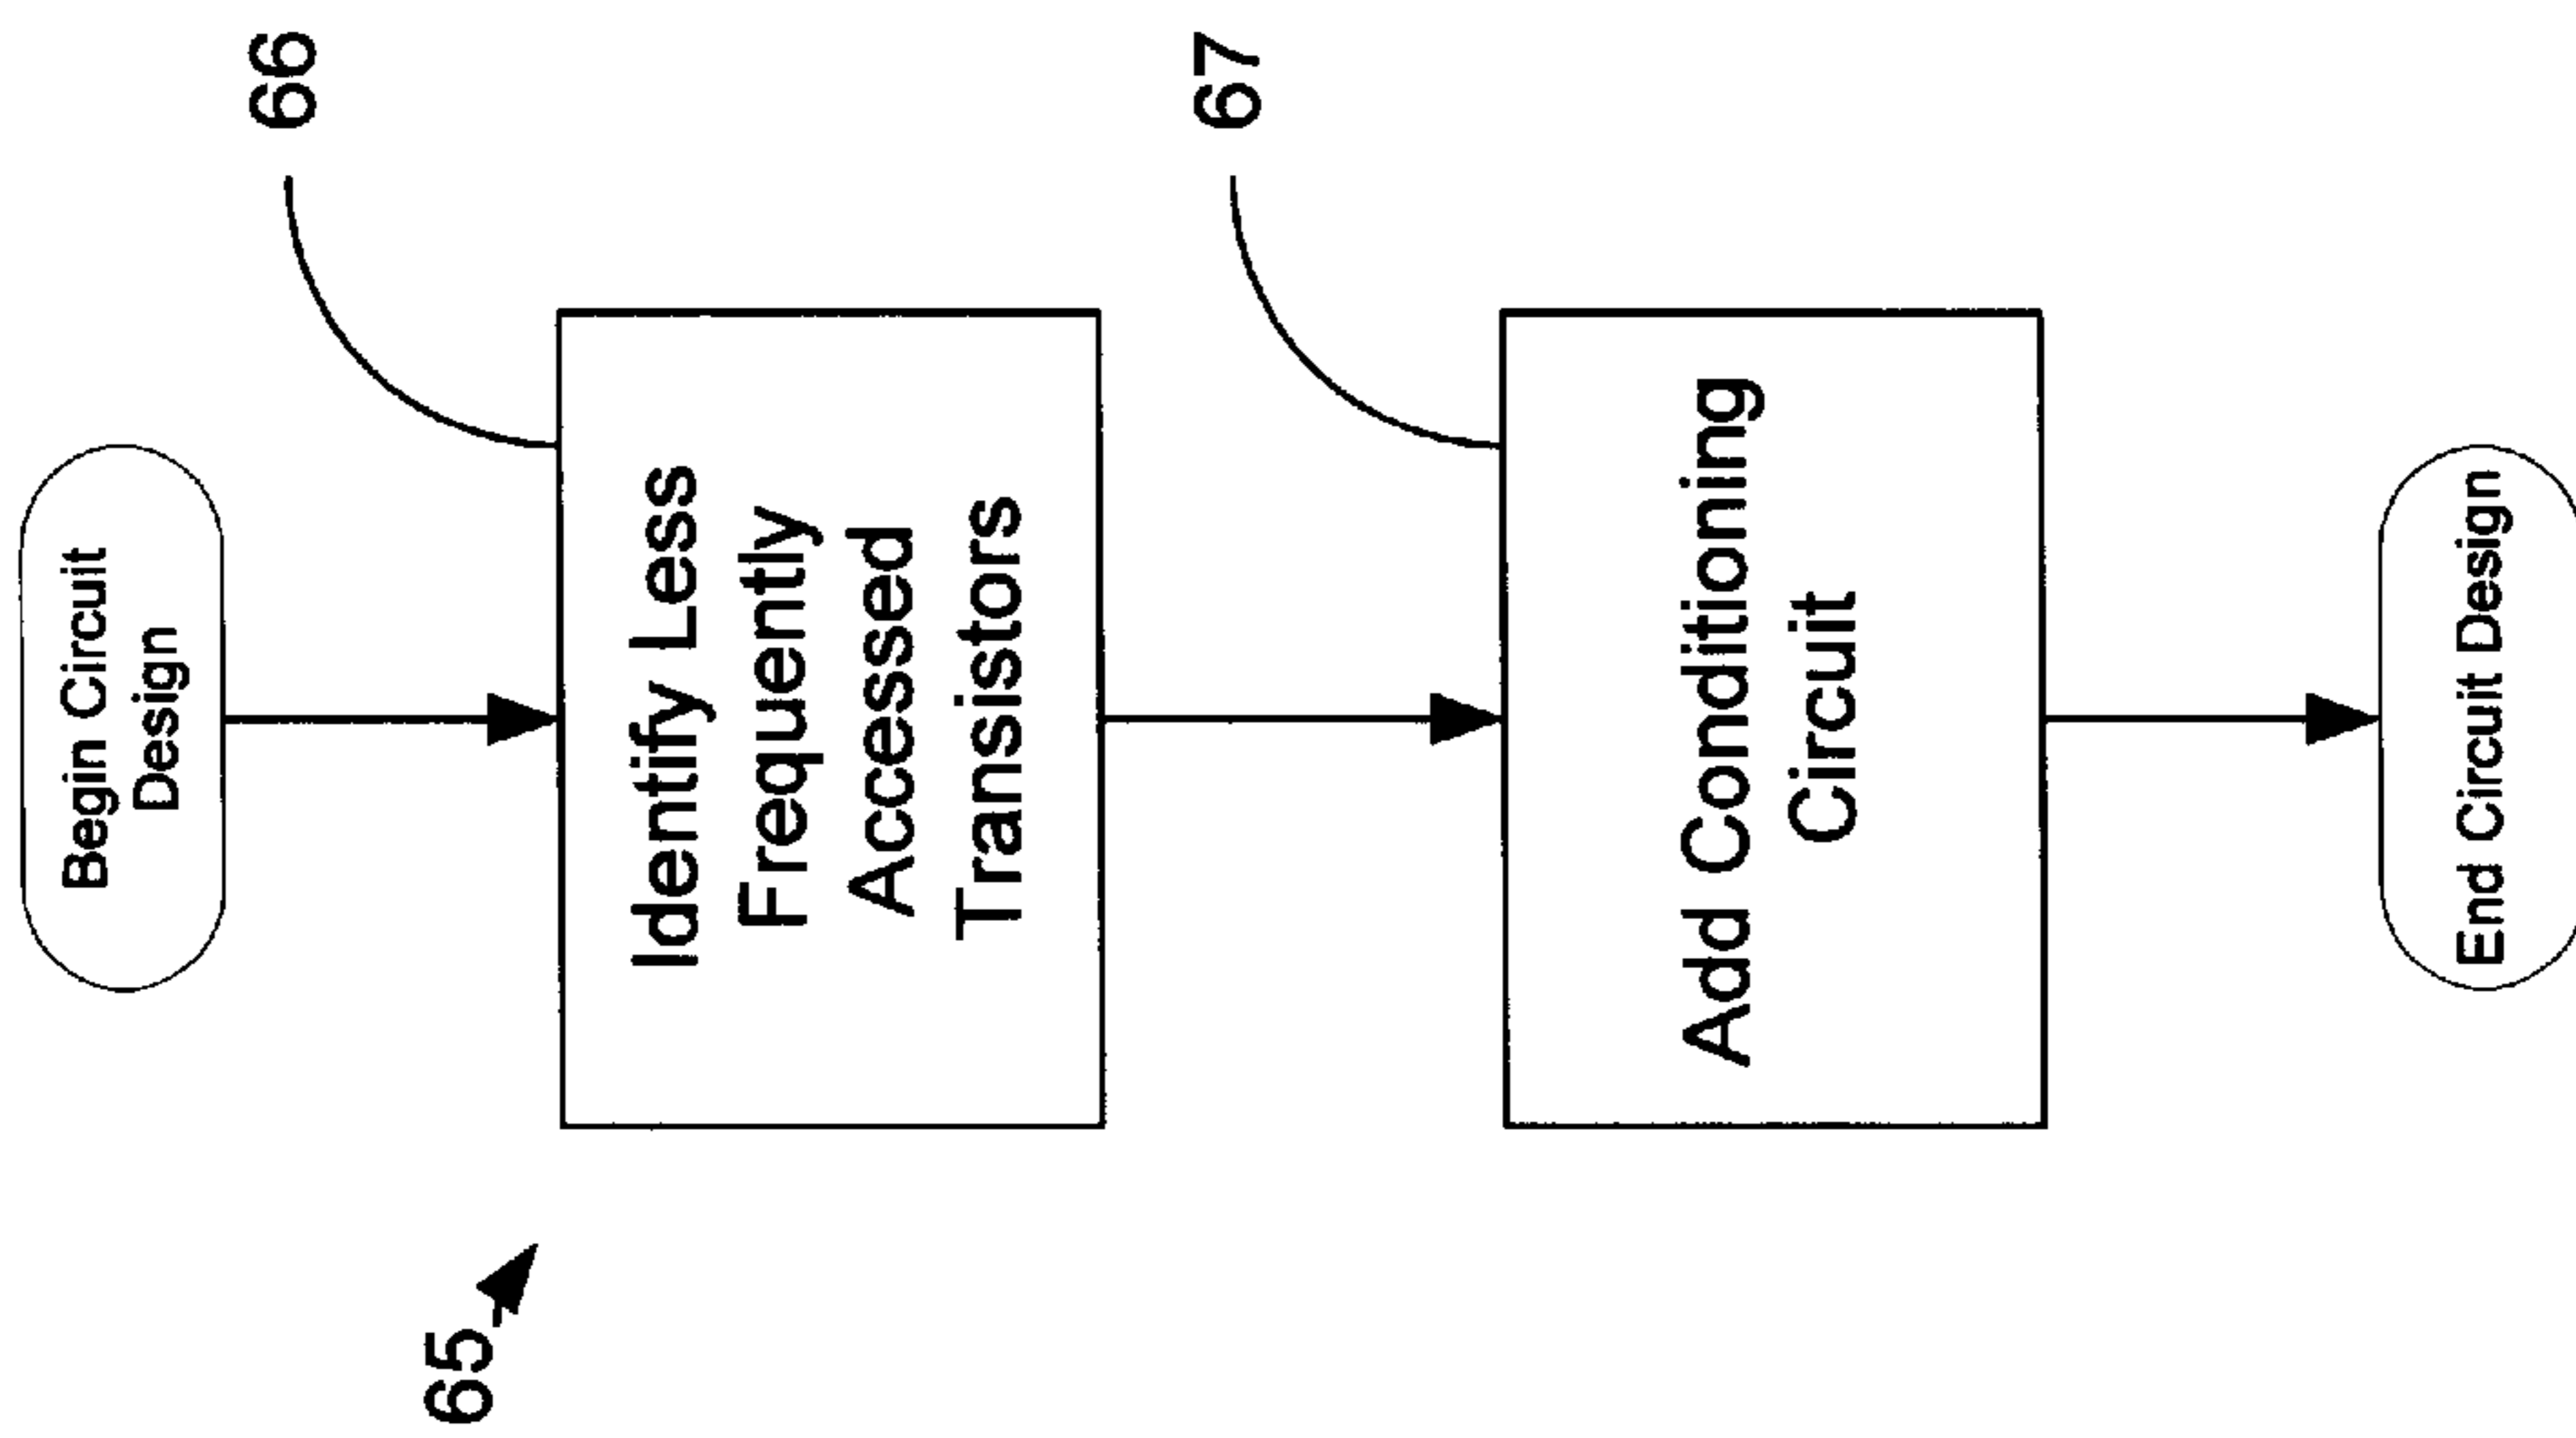 Begin Circuit
Design
66
Identify Less
Frequently
Accessed
Transistors
67
Add Conditioning
Circuit
End Circuit Design
65